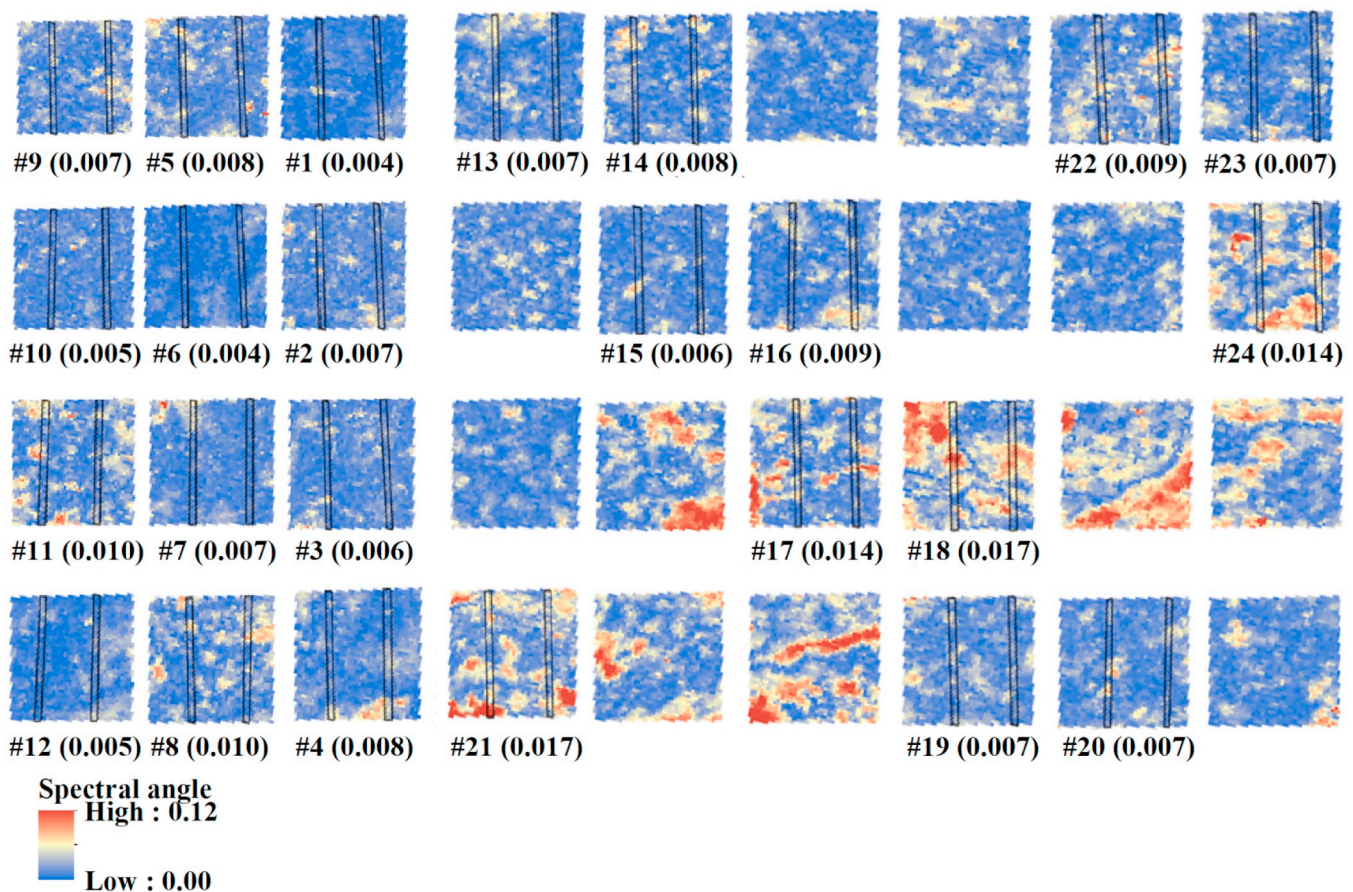 #9 (0.007) #5 (0.008) #1 (0.004) #13 (0.007) #14 (0.008) #22 (0.009) #23 (0.007)
#10 (0.005) #6 (0.004) #2 (0.007) #15 (0.006) #16 (0.009) #24 (0.014)
#11 (0.010) #7 (0.007) #3 (0.006) #17 (0.014) #18 (0.017)
#12 (0.005) #8 (0.010) #4 (0.008) #21 (0.017) #19 (0.007) #20 (0.007)
Spectral angle
High : 0.12
Low : 0.00